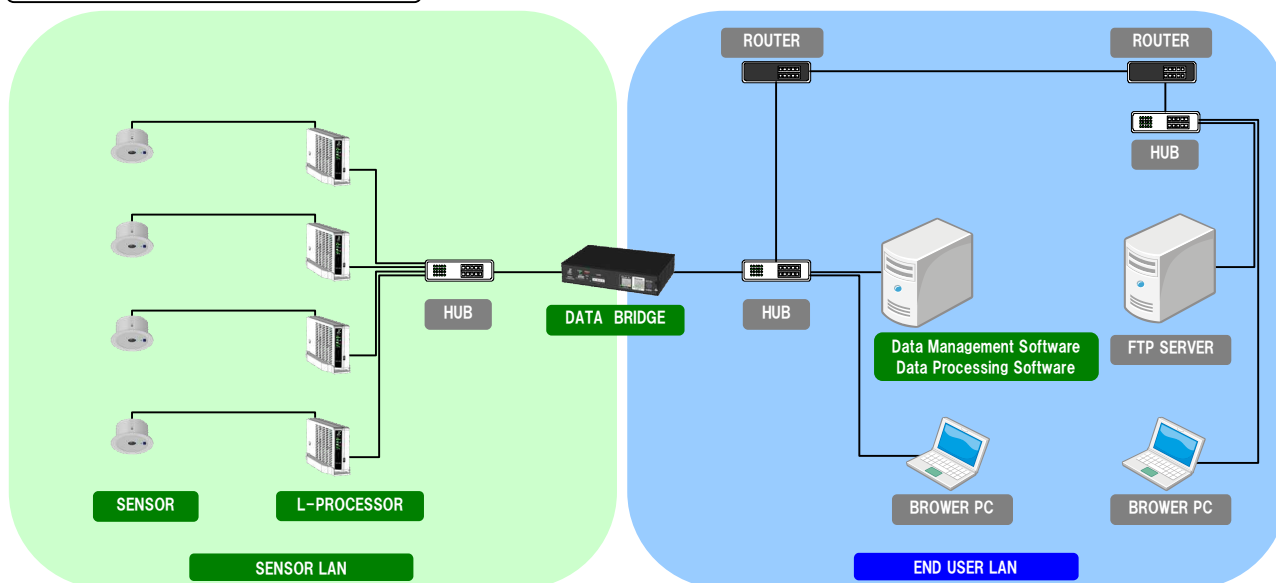 ROUTER
ROUTER
HUB
HUB
DATA BRIDGE
HUB
Data Management Software
Data Processing Software
FTP SERVER
SENSOR
L-PROCESSOR
BROWER PC
BROWER PC
SENSOR LAN
END USER LAN